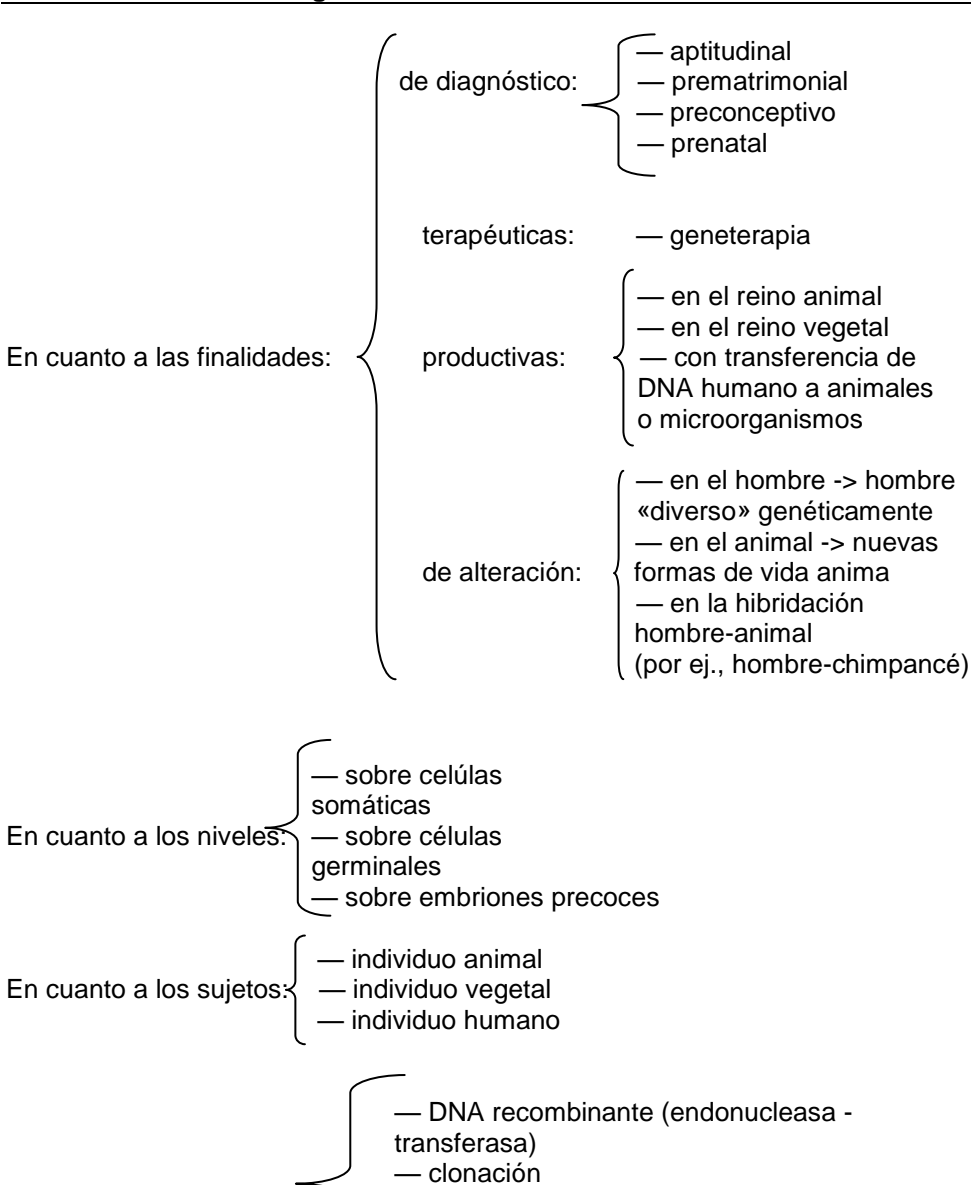 de diagnóstico:
— aptitudinal
— prematrimonial
— preconceptivo
— prenatal
terapéuticas:
— geneterapia
En cuanto a las finalidades:
productivas:
— en el reino animal
— en el reino vegetal
— con transferencia de
DNA humano a animales
o microorganismos
de alteración:
— en el hombre -> hombre
«diverso» genéticamente
— en el animal -> nuevas
formas de vida anima
— en la hibridación
hombre-animal
(por ej., hombre-chimpancé)
En cuanto a los niveles:
— sobre celúlas
somáticas
— sobre células
germinales
— sobre embriones precoces
En cuanto a los sujetos:
— individuo animal
— individuo vegetal
— individuo humano
— DNA recombinante (endonucleasa -
transferasa)
— clonación